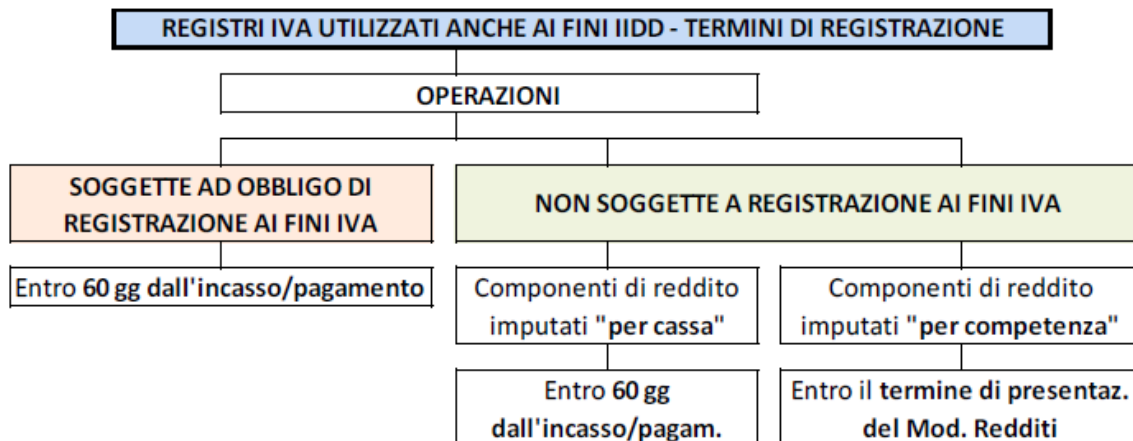 REGISTRI IVA UTILIZZATI ANCHE AI FINI IIDD - TERMINI DI REGISTRAZIONE
OPERAZIONI
SOGGETTE AD OBBLIGO DI
REGISTRAZIONE AI FINI IVA
NON SOGGETTE A REGISTRAZIONE AI FINI IVA
Entro 60 gg dall'incasso/pagamento
Componenti di reddito
imputati "per cassa"
Componenti di reddito
imputati "per competenza"
Entro 60 gg
dall'incasso/pagam.
Entro il termine di presentaz.
del Mod. Redditi